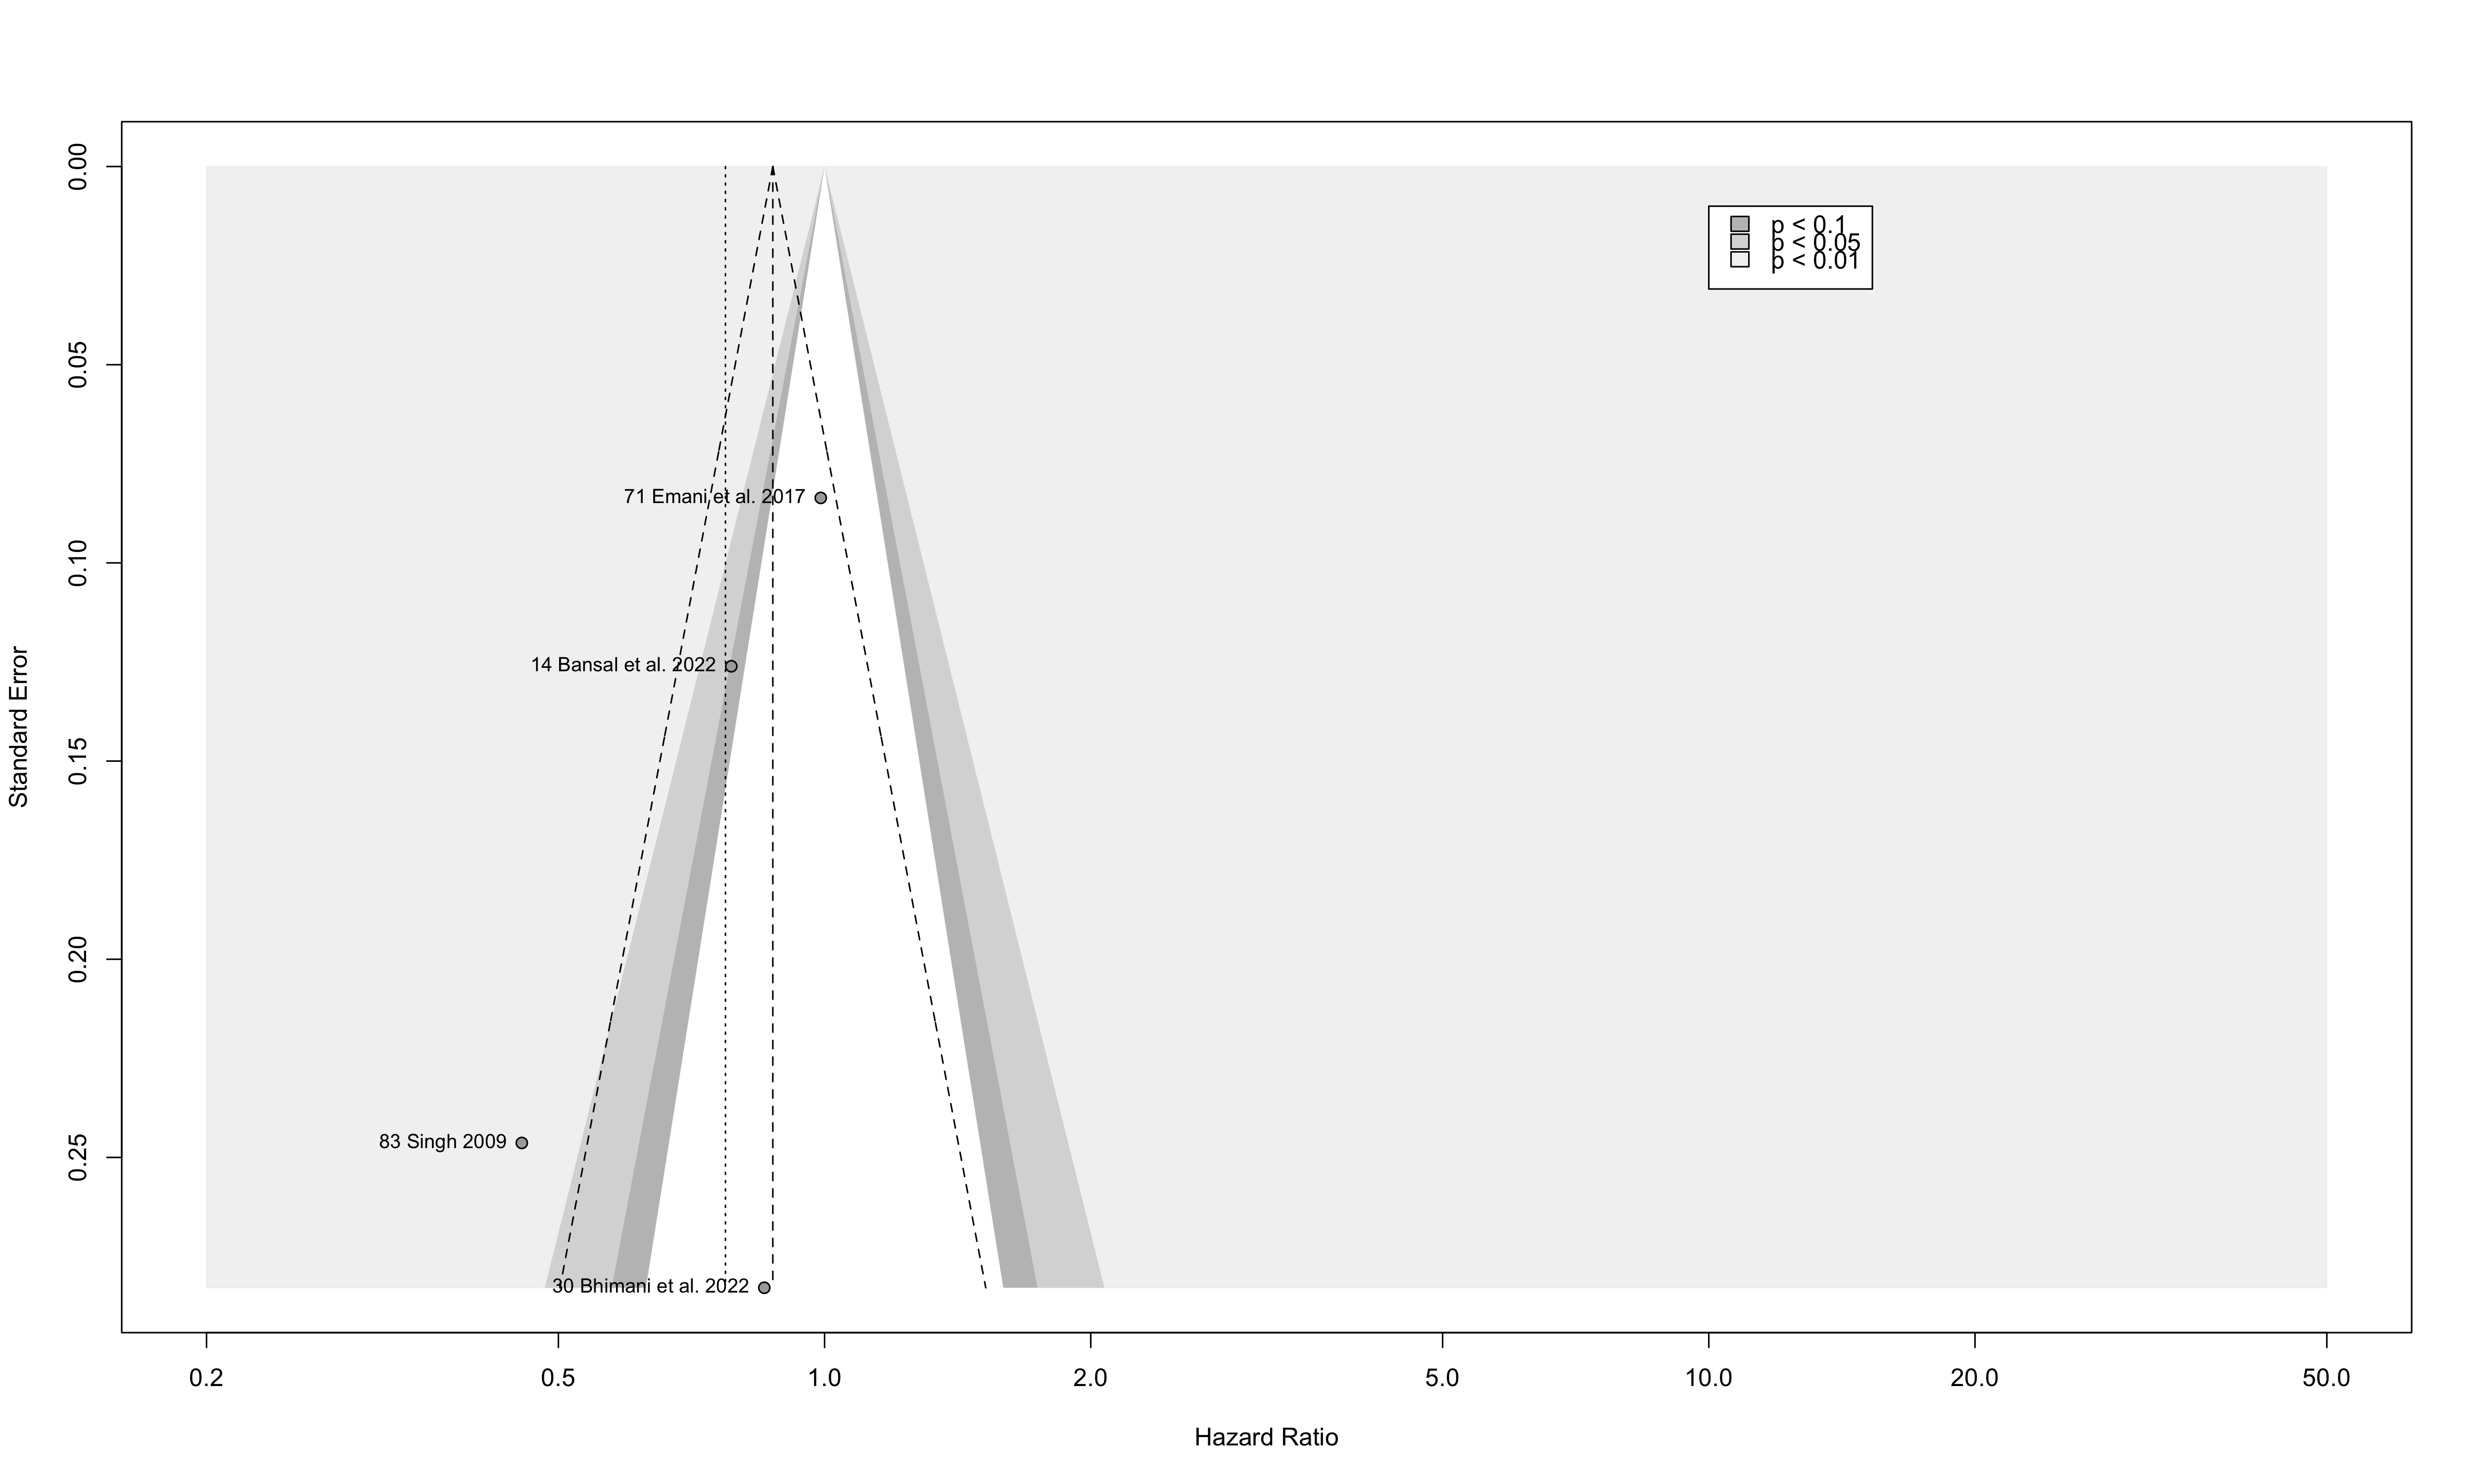 0.00
0.05
0.10
0.15
0.20
0.25
Standard Error
p < 0.1
p < 0.05
p < 0.01
71 Emani et al. 2017
14 Bansal et al. 2022
83 Singh 2009
30 Bhimani et al. 2022
0.2 0.5 1.0 2.0 5.0 10.0 20.0 50.0
Hazard Ratio